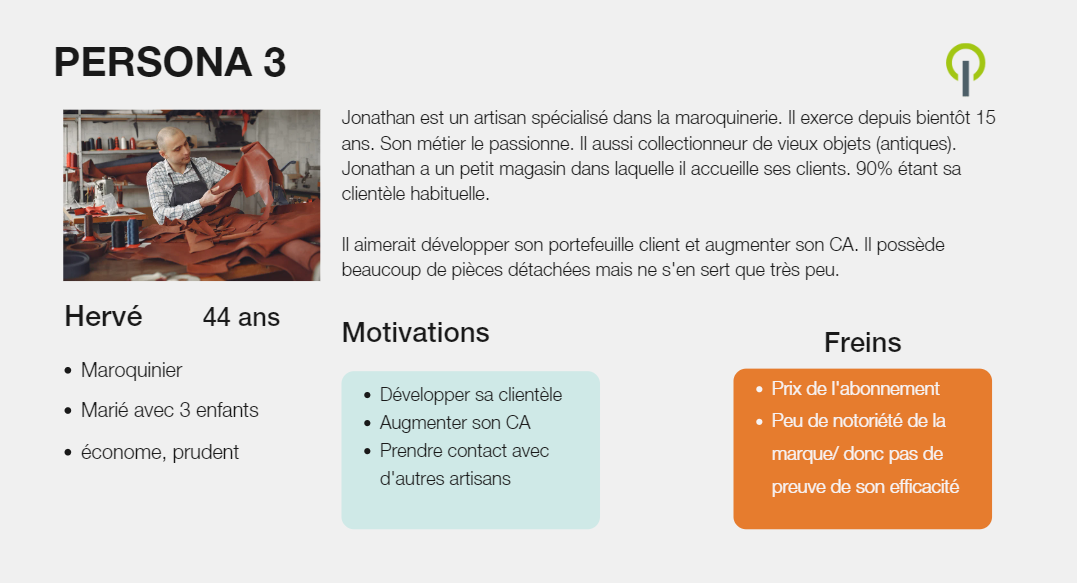 PERSONA 3
Jonathan est un artisan spécialisé dans la maroquinerie. Il exerce depuis bientôt 15
ans. Son métier le passionne. Il aussi collectionneur de vieux objets (antiques).
Jonathan a un petit magasin dans laquelle il accueille ses clients. 90% étant sa
clientèle habituelle.
Il aimerait développer son portefeuille client et augmenter son CA. Il possède
beaucoup de pièces détachées mais ne s'en sert que très peu.
Hervé 44 ans
• Maroquinier
• Marié avec 3 enfants
• économe, prudent
Motivations
• Développer sa clientèle
• Augmenter son CA
• Prendre contact avec
d'autres artisans
Freins
• Prix de l'abonnement
• Peu de notoriété de la
marque/ donc pas de
preuve de son efficacité